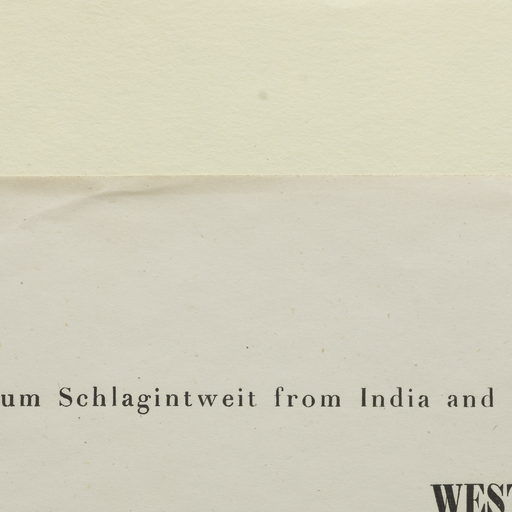 um Schlagintweit from India and
WEST